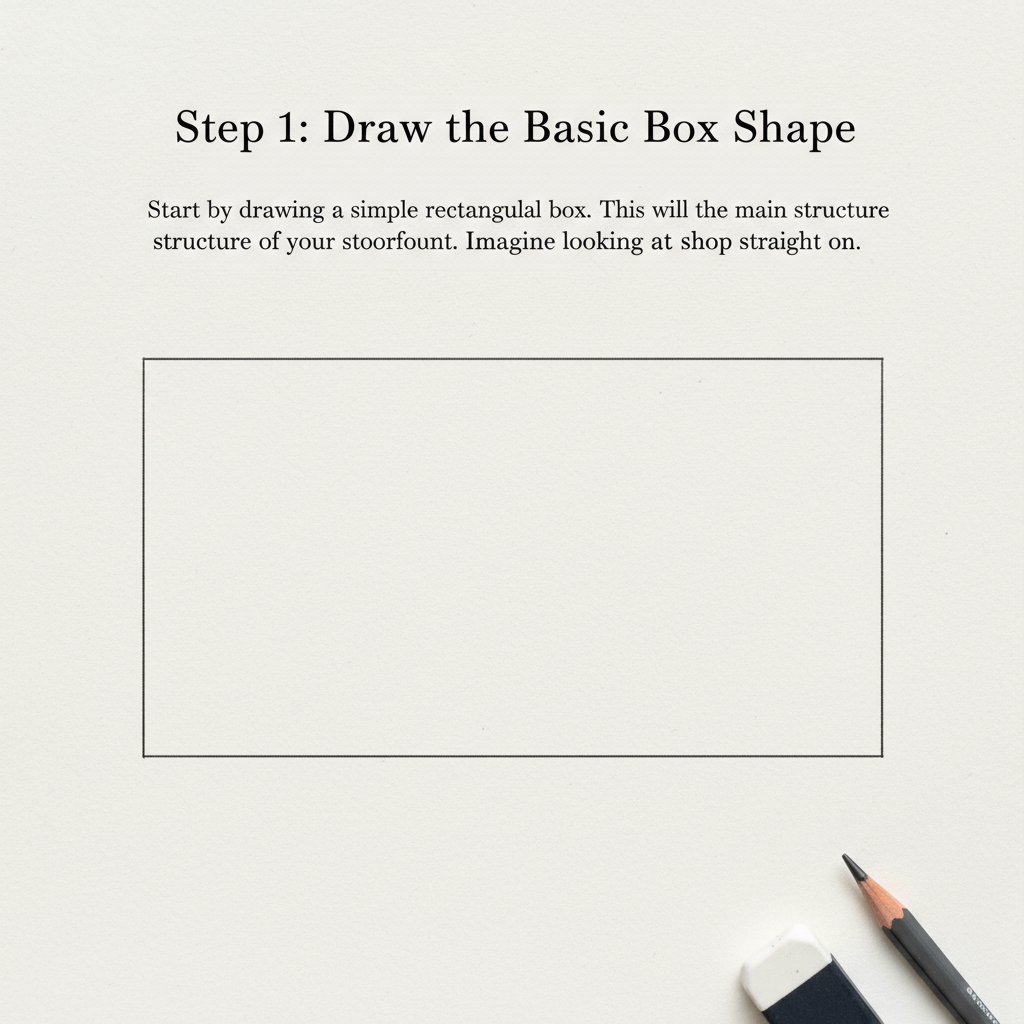 Step 1: Draw the Basic Box Shape
Start by drawing a simple rectangulal box. This will the main structure
structure of your stoorfount. Imagine looking at shop straight on.